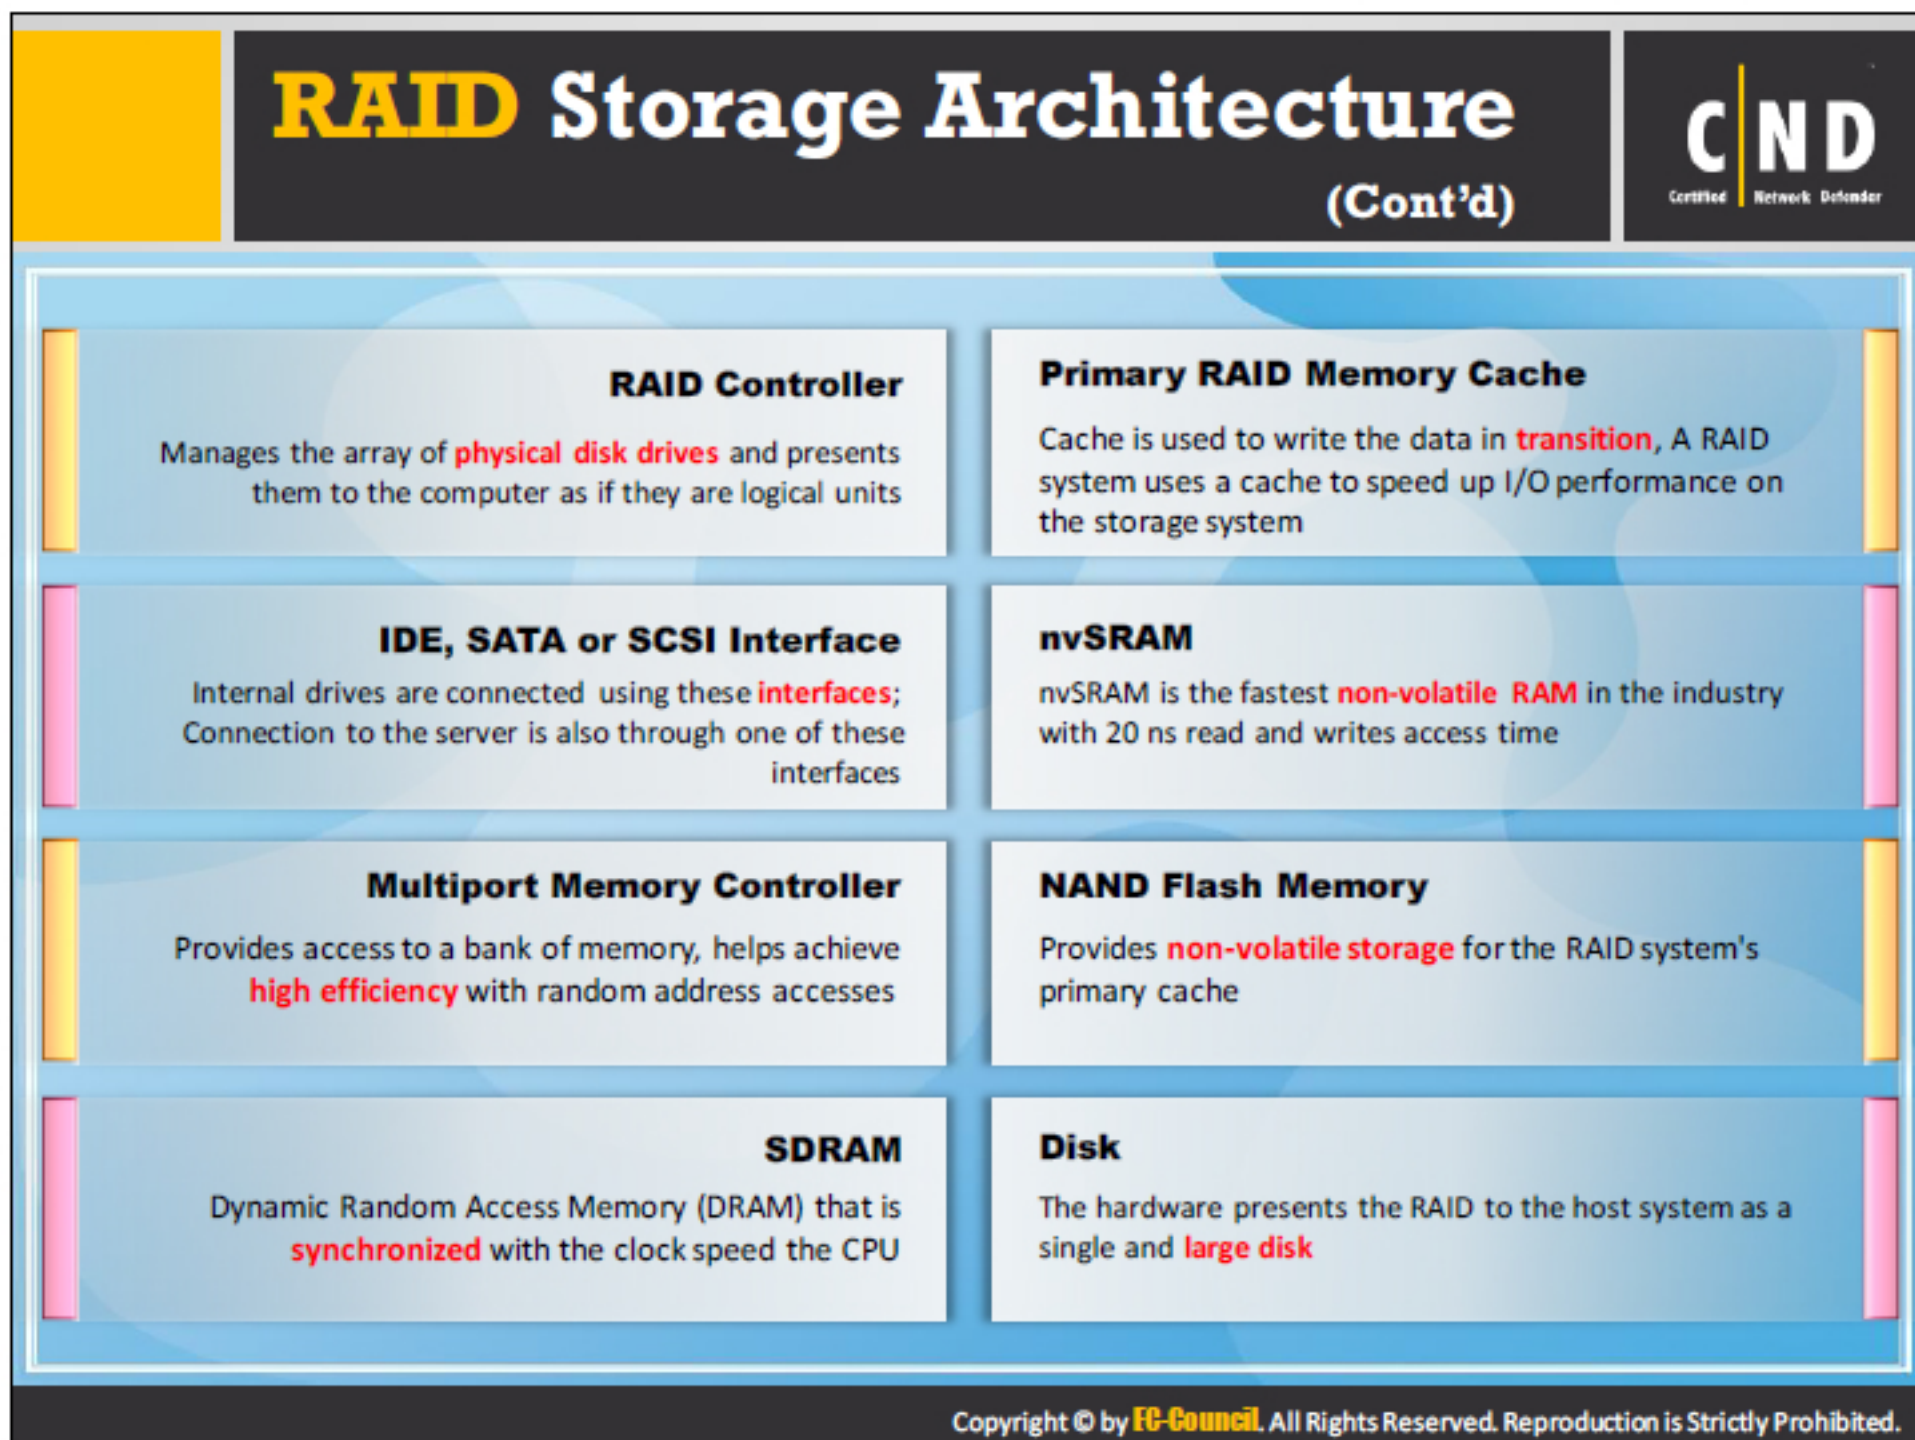 RAID Storage Architecture
(Cont'd)
C|ND
Certified Network Defender
RAID Controller
Manages the array of physical disk drives and presents
them to the computer as if they are logical units
Primary RAID Memory Cache
Cache is used to write the data in transition, A RAID
system uses a cache to speed up I/O performance on
the storage system
IDE, SATA or SCSI Interface
Internal drives are connected using these interfaces;
Connection to the server is also through one of these
interfaces
nvSRAM
nvSRAM is the fastest non-volatile RAM in the industry
with 20 ns read and writes access time
Multiport Memory Controller
Provides access to a bank of memory, helps achieve
high efficiency with random address accesses
NAND Flash Memory
Provides non-volatile storage for the RAID system's
primary cache
SDRAM
Dynamic Random Access Memory (DRAM) that is
synchronized with the clock speed the CPU
Disk
The hardware presents the RAID to the host system as a
single and large disk
Copyright © by EC-Council. All Rights Reserved. Reproduction is Strictly Prohibited.